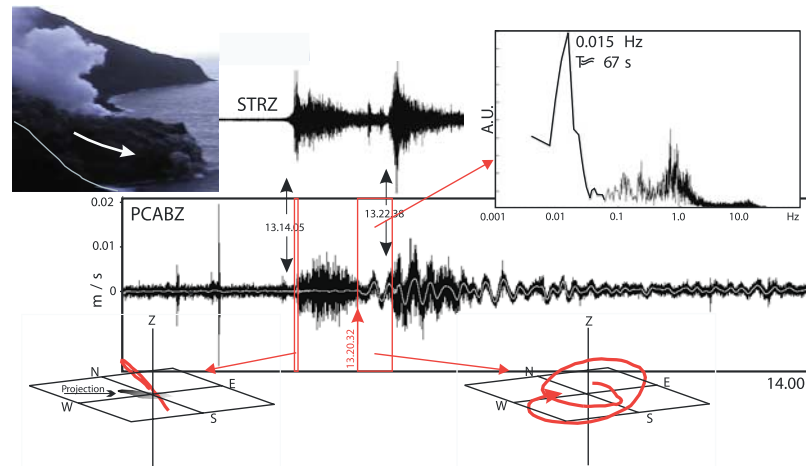 STRZ
0.015 Hz
T≈ 67 s
A.U.
0.001
0.01
0.1
1.0
10.0
Hz
0.02
0.01
0
m / s
PCABZ
13.14.05
13.22.38
13.20.32
14.00
Z
N
E
Projection
W
S
Z
N
E
W
S